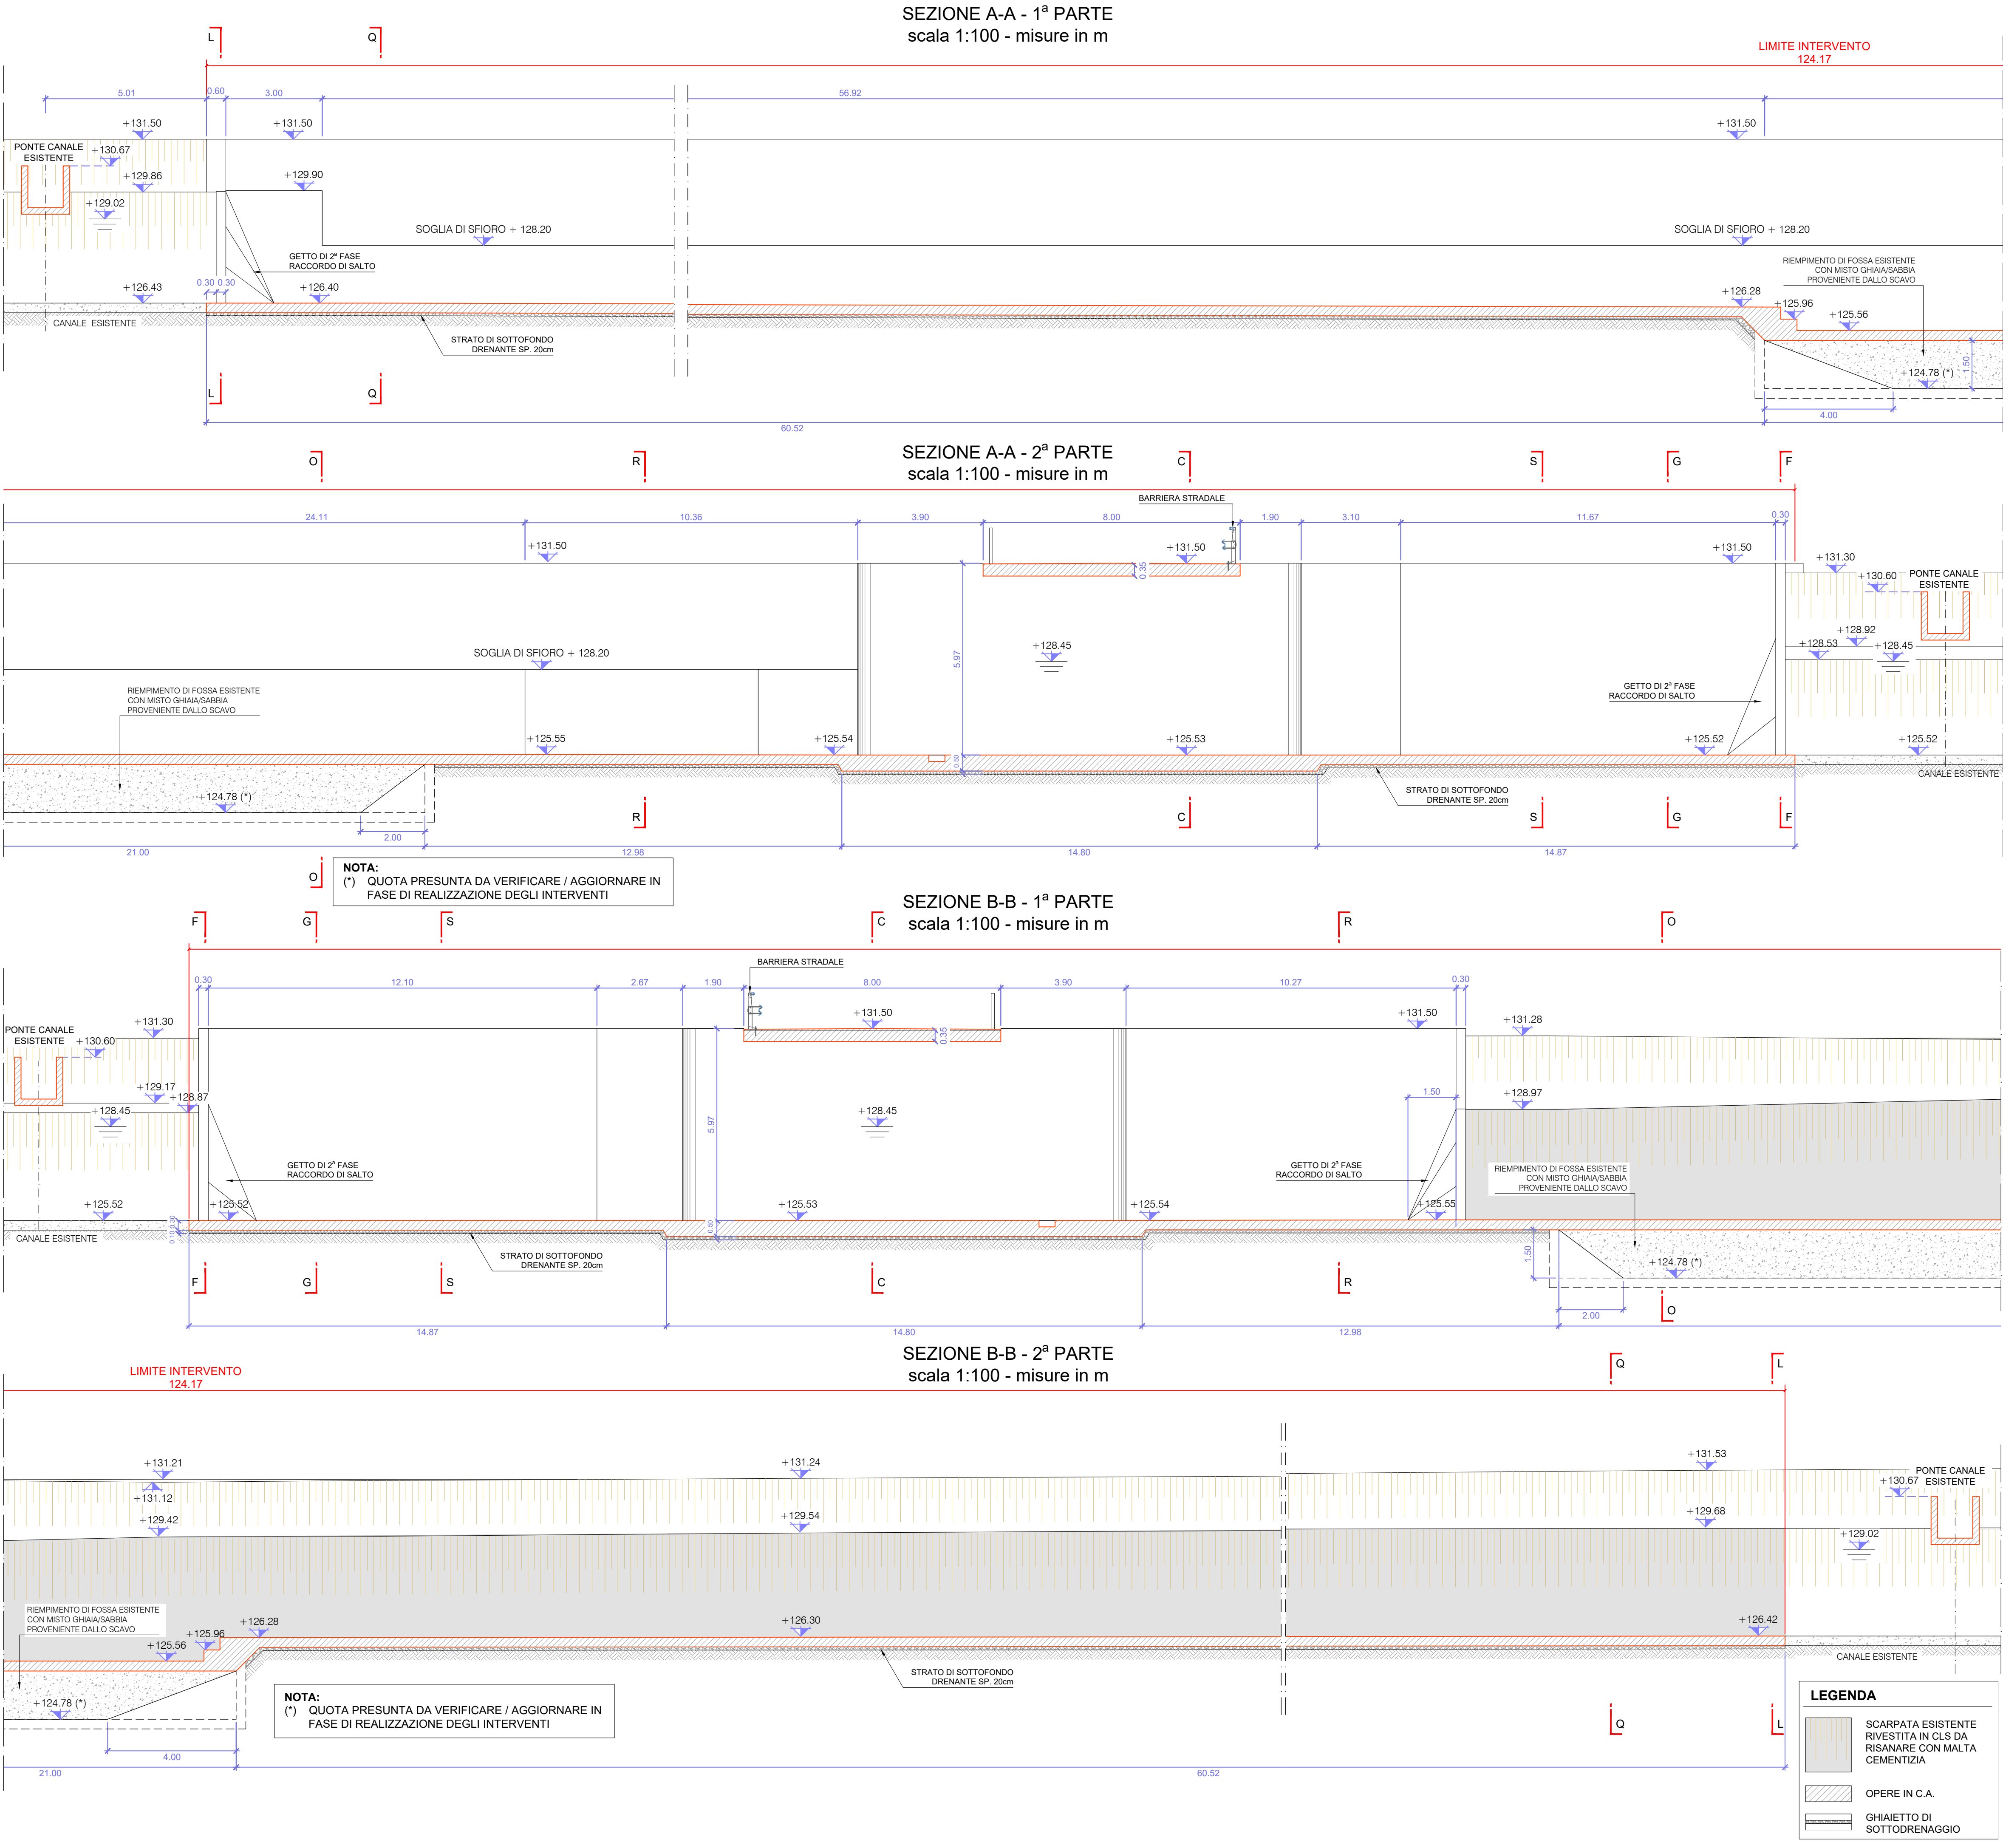 SEZIONE A-A - 1ª PARTE
scala 1:100 - misure in m
L
Q
LIMITE INTERVENTO
124.17
5.01
0.60
3.00
56.92
+131.50
+131.50
+131.50
PONTE CANALE
ESISTENTE
+130.67
+129.86
+129.90
+129.02
SOGLIA DI SFIORO + 128.20
SOGLIA DI SFIORO + 128.20
GETTO DI 2ª FASE
RACCORDO DI SALTO
RIEMPIMENTO DI FOSSA ESISTENTE
CON MISTO GHIAIA/SABBIA
PROVENIENTE DALLO SCAVO
+126.43
0.30
0.30
+126.40
+126.28
+125.96
+125.56
CANALE ESISTENTE
STRATO DI SOTTOFONDO
DRENANTE SP. 20cm
1.50
+124.78 (*)
L
Q
4.00
60.52
SEZIONE A-A - 2ª PARTE
scala 1:100 - misure in m
O
R
C
S
G
F
BARRIERA STRADALE
24.11
10.36
3.90
8.00
1.90
3.10
11.67
0.30
+131.50
+131.50
+131.50
+131.30
0.35
+130.60
PONTE CANALE
ESISTENTE
SOGLIA DI SFIORO + 128.20
5.97
+128.45
+128.92
+128.53
+128.45
RIEMPIMENTO DI FOSSA ESISTENTE
CON MISTO GHIAIA/SABBIA
PROVENIENTE DALLO SCAVO
GETTO DI 2ª FASE
RACCORDO DI SALTO
+125.55
+125.54
+125.53
+125.52
+125.52
0.50
CANALE ESISTENTE
+124.78 (*)
STRATO DI SOTTOFONDO
DRENANTE SP. 20cm
R
C
S
G
F
2.00
21.00
12.98
14.80
14.87
O
NOTA:
(*) QUOTA PRESUNTA DA VERIFICARE / AGGIORNARE IN
FASE DI REALIZZAZIONE DEGLI INTERVENTI
SEZIONE B-B - 1ª PARTE
scala 1:100 - misure in m
F
G
S
C
R
O
BARRIERA STRADALE
0.30
12.10
2.67
1.90
8.00
3.90
10.27
0.30
+131.50
+131.50
+131.28
+131.30
PONTE CANALE
ESISTENTE
+130.60
0.35
+129.17
+128.87
+128.45
5.97
+128.45
1.50
+128.97
GETTO DI 2ª FASE
RACCORDO DI SALTO
GETTO DI 2ª FASE
RACCORDO DI SALTO
RIEMPIMENTO DI FOSSA ESISTENTE
CON MISTO GHIAIA/SABBIA
PROVENIENTE DALLO SCAVO
+125.52
+125.52
+125.53
+125.54
+125.55
0.30
0.10
0.50
CANALE ESISTENTE
STRATO DI SOTTOFONDO
DRENANTE SP. 20cm
1.50
+124.78 (*)
F
G
S
C
R
O
2.00
14.87
14.80
12.98
SEZIONE B-B - 2ª PARTE
scala 1:100 - misure in m
LIMITE INTERVENTO
124.17
Q
L
+131.21
+131.12
+131.24
+131.53
PONTE CANALE
ESISTENTE
+130.67
+129.42
+129.54
+129.68
+129.02
RIEMPIMENTO DI FOSSA ESISTENTE
CON MISTO GHIAIA/SABBIA
PROVENIENTE DALLO SCAVO
+126.28
+125.96
+125.56
+126.30
+126.42
CANALE ESISTENTE
STRATO DI SOTTOFONDO
DRENANTE SP. 20cm
+124.78 (*)
NOTA:
(*) QUOTA PRESUNTA DA VERIFICARE / AGGIORNARE IN
FASE DI REALIZZAZIONE DEGLI INTERVENTI
Q
L
4.00
21.00
60.52
LEGENDA
SCARPATA ESISTENTE
RIVESTITA IN CLS DA
RISANARE CON MALTA
CEMENTIZIA
OPERE IN C.A.
GHIAIETTO DI
SOTTODRENAGGIO